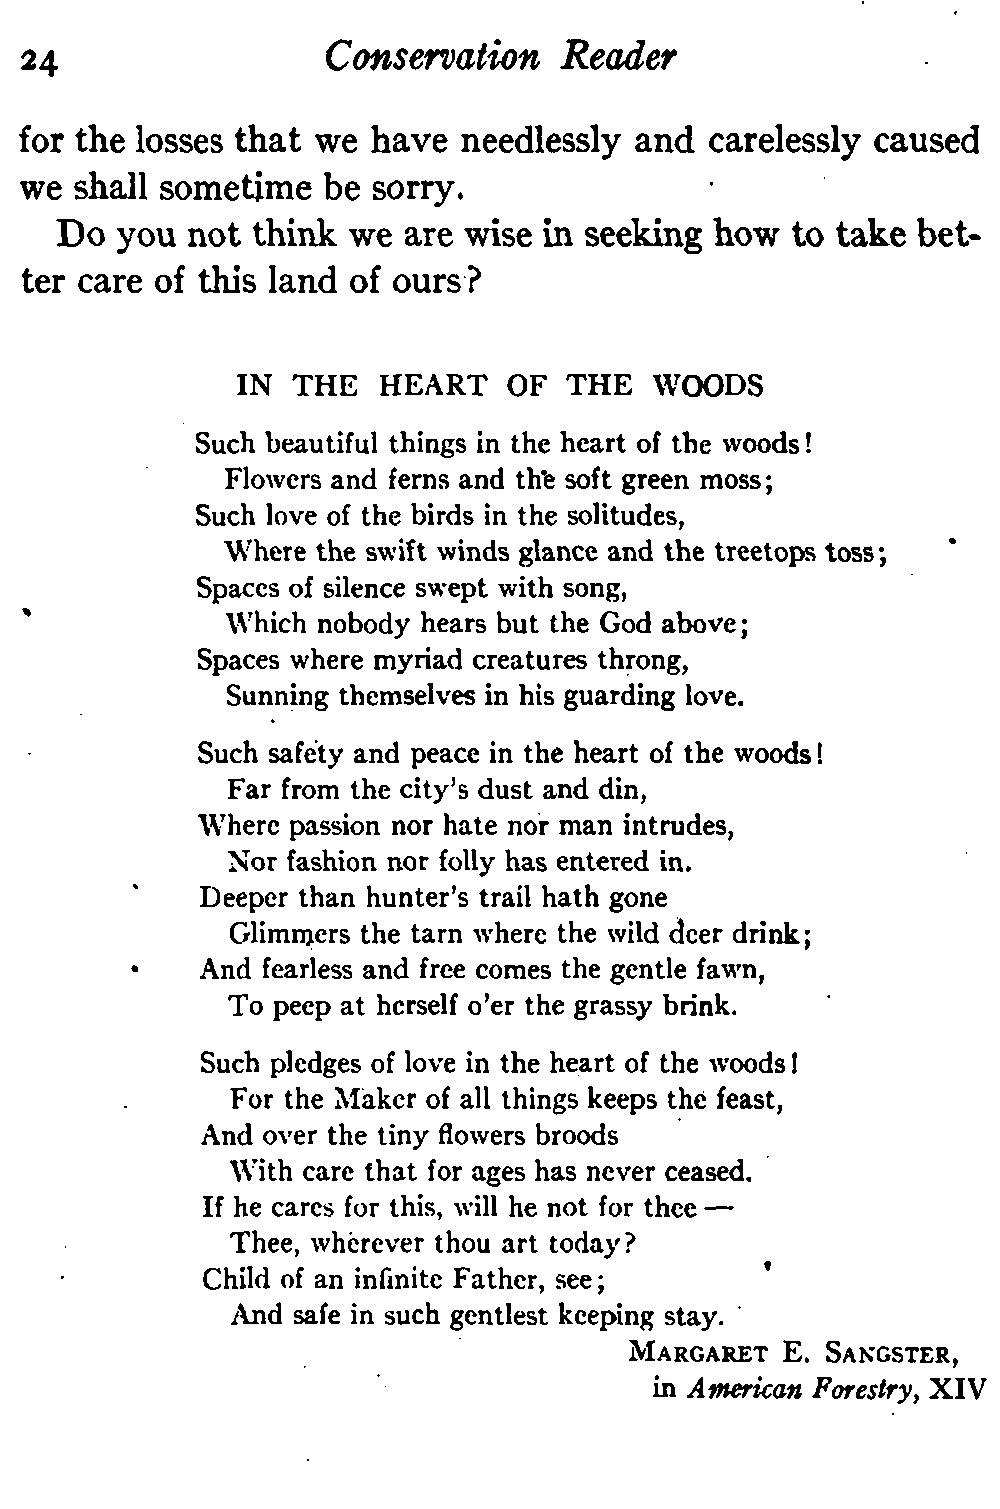 24 Conservation Reader
for the losses that we have needlessly and carelessly caused
we shall sometime be sorry.
Do you not think we are wise in seeking how to take bet-
ter care of this land of ours?
IN THE HEART OF THE WOODS
Such beautiful things in the heart of the woods!
Flowers and ferns and the soft green moss;
Such love of the birds in the solitudes,
Where the swift winds glance and the treetops toss;
Spaces of silence swept with song,
Which nobody hears but the God above;
Spaces where myriad creatures throng,
Sunning themselves in his guarding love.
Such safety and peace in the heart of the woods!
Far from the city's dust and din,
Where passion nor hate nor man intrudes,
Nor fashion nor folly has entered in.
Deeper than hunter's trail hath gone
Glimmers the tarn where the wild deer drink;
And fearless and free comes the gentle fawn,
To peep at herself o'er the grassy brink.
Such pledges of love in the heart of the woods!
For the Maker of all things keeps the feast,
And over the tiny flowers broods
With care that for ages has never ceased.
If he cares for this, will he not for thee —
Thee, wherever thou art today?
Child of an infinite Father, see;
And safe in such gentlest keeping stay.
MARGARET E. SANGSTER,
in American Forestry, XIV